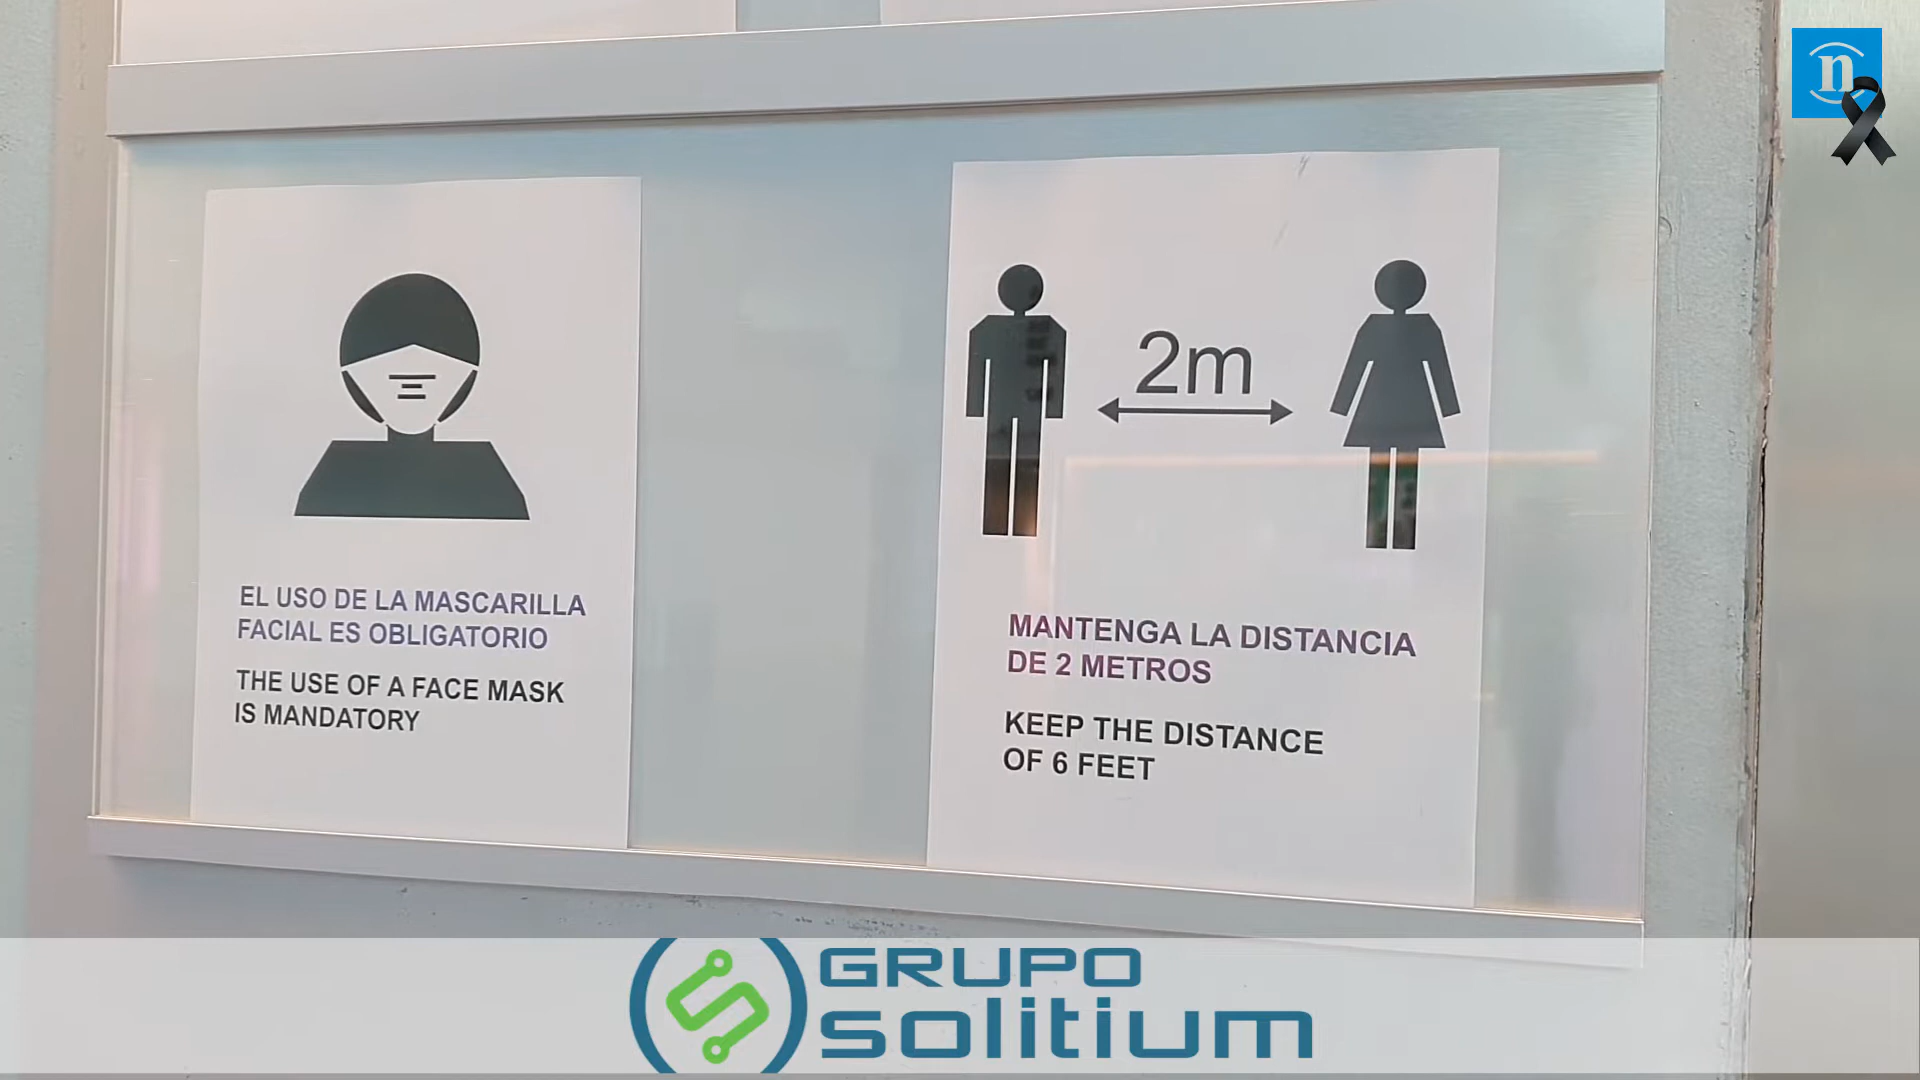 n
EL USO DE LA MASCARILLA
FACIAL ES OBLIGATORIO
THE USE OF A FACE MASK
IS MANDATORY
2m
MANTENGA LA DISTANCIA
DE 2 METROS
KEEP THE DISTANCE
OF 6 FEET
GRUPO
solitium